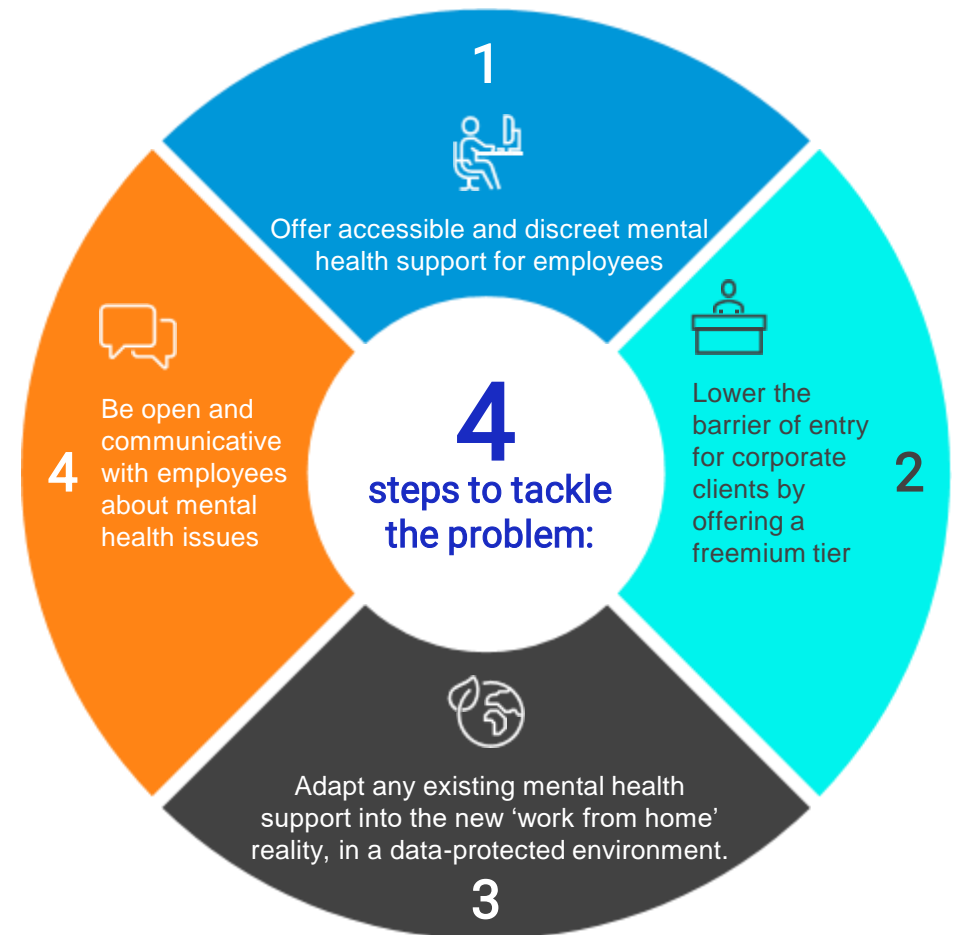 1
Offer accessible and discreet mental
health support for employees
4
steps to tackle
the problem:
2
Lower the
barrier of entry
for corporate
clients by
offering a
freemium tier
Adapt any existing mental health
support into the new ‘work from home’
reality, in a data-protected environment.
3
4
Be open and
communicative
with employees
about mental
health issues